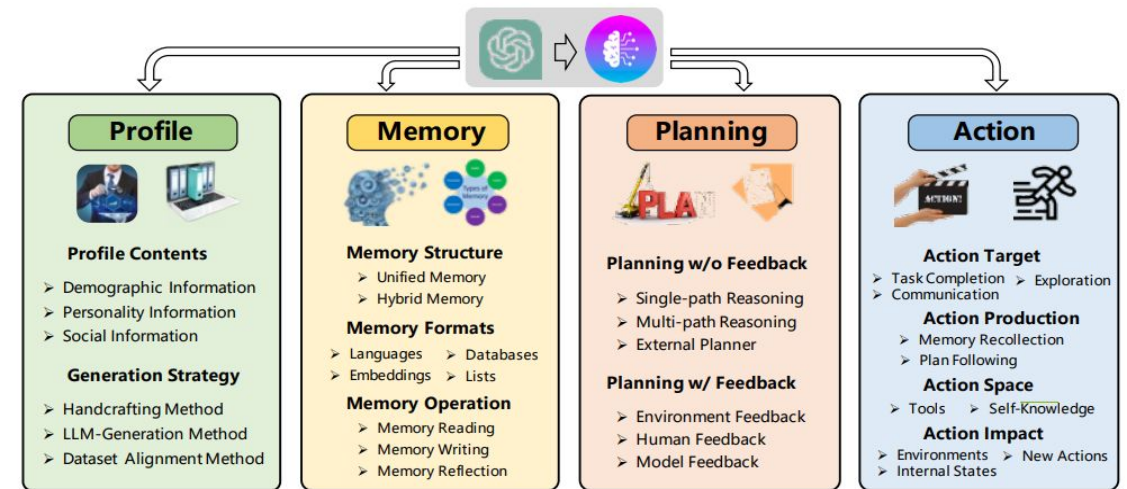 Profile
Profile Contents
➢ Demographic Information
➢ Personality Information
➢ Social Information
Generation Strategy
➢ Handcrafting Method
➢ LLM-Generation Method
➢ Dataset Alignment Method
Memory
Types of
Memory
Memory Structure
➢ Unified Memory
➢ Hybrid Memory
Memory Formats
➢ Languages ➢ Databases
➢ Embeddings ➢ Lists
Memory Operation
➢ Memory Reading
➢ Memory Writing
➢ Memory Reflection
Planning
PLAN
Planning w/o Feedback
➢ Single-path Reasoning
➢ Multi-path Reasoning
➢ External Planner
Planning w/ Feedback
➢ Environment Feedback
➢ Human Feedback
➢ Model Feedback
Action
ACTION!
Action Target
➢ Task Completion ➢ Exploration
➢ Communication
Action Production
➢ Memory Recollection
➢ Plan Following
Action Space
➢ Tools ➢ Self-Knowledge
Action Impact
➢ Environments ➢ New Actions
➢ Internal States